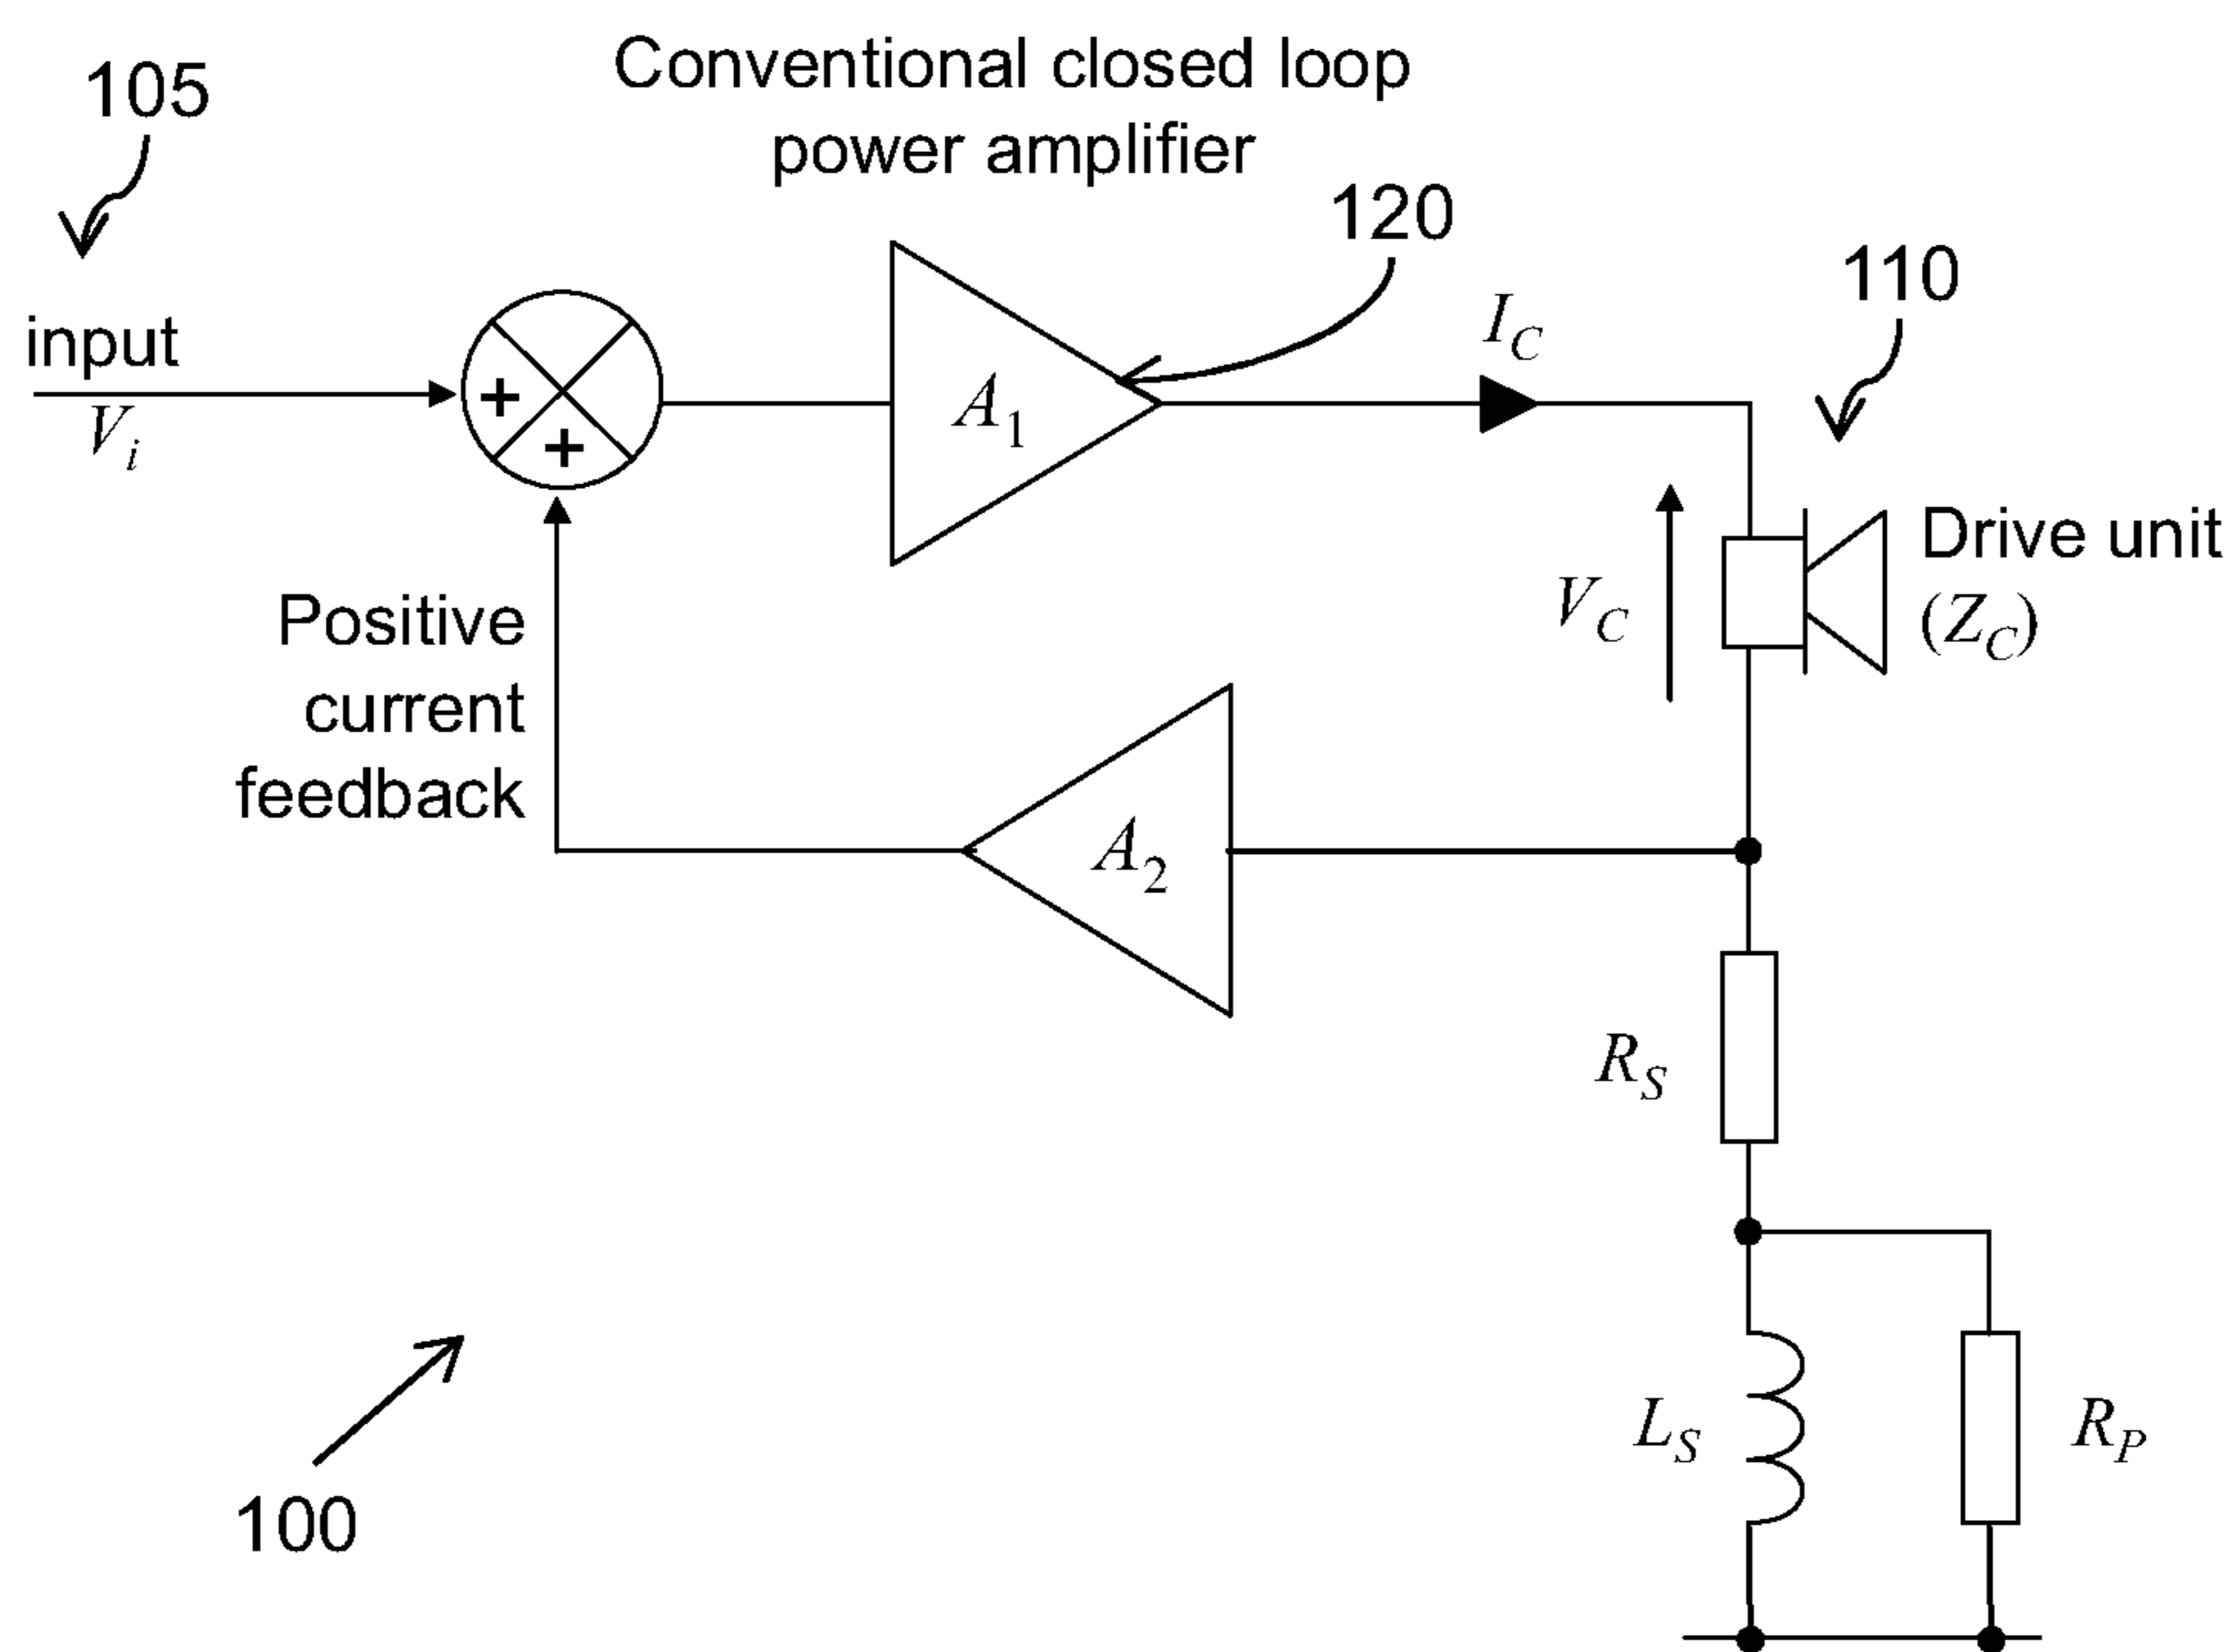 105
Conventional closed loop
power amplifier
120
110
input
V_i
+
+
A_1
I_C
Drive unit
(Z_C)
V_C
Positive
current
feedback
A_2
R_S
L_S
R_P
100